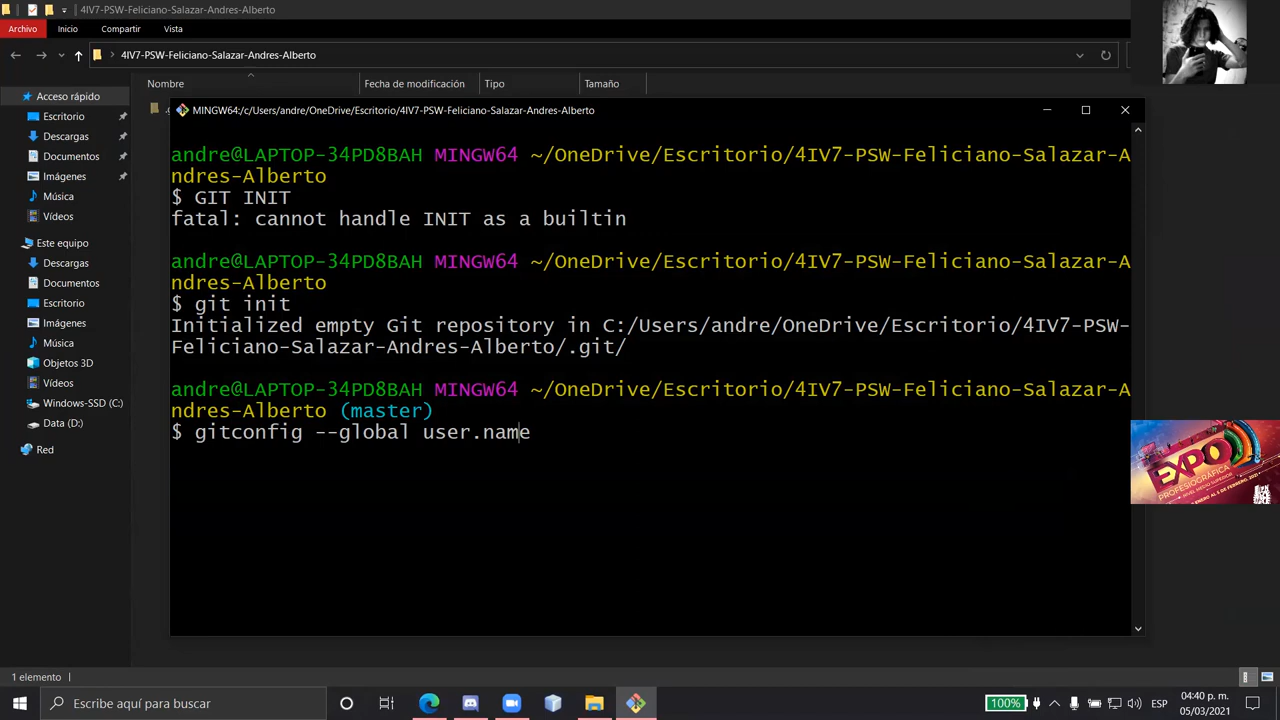 4IV7-PSW-Feliciano-Salazar-Andres-Alberto
Archivo
Inicio
Compartir
Vista
4IV7-PSW-Feliciano-Salazar-Andres-Alberto
Nombre
Fecha de modificación
Tipo
Tamaño
Acceso rápido
Escritorio
Descargas
Documentos
Imágenes
Música
Vídeos
Este equipo
Descargas
Documentos
Escritorio
Imágenes
Música
Objetos 3D
Vídeos
Windows-SSD (C:)
Data (D:)
Red
MINGW64:/c/Users/andre/OneDrive/Escritorio/4IV7-PSW-Feliciano-Salazar-Andres-Alberto
andre@LAPTOP-34PD8BAH MINGW64 ~/OneDrive/Escritorio/4IV7-PSW-Feliciano-Salazar-A
ndres-Alberto
$ GIT INIT
fatal: cannot handle INIT as a builtin
andre@LAPTOP-34PD8BAH MINGW64 ~/OneDrive/Escritorio/4IV7-PSW-Feliciano-Salazar-A
ndres-Alberto
$ git init
Initialized empty Git repository in C:/Users/andre/OneDrive/Escritorio/4IV7-PSW-
Feliciano-Salazar-Andres-Alberto/.git/
andre@LAPTOP-34PD8BAH MINGW64 ~/OneDrive/Escritorio/4IV7-PSW-Feliciano-Salazar-A
ndres-Alberto (master)
$ gitconfig --global user.name
EXPO
PROFESIOGRÁFICA
NIVEL MEDIO SUPERIOR
1 elemento
Escribe aquí para buscar
100%
ESP
04:40 p. m.
05/03/2021